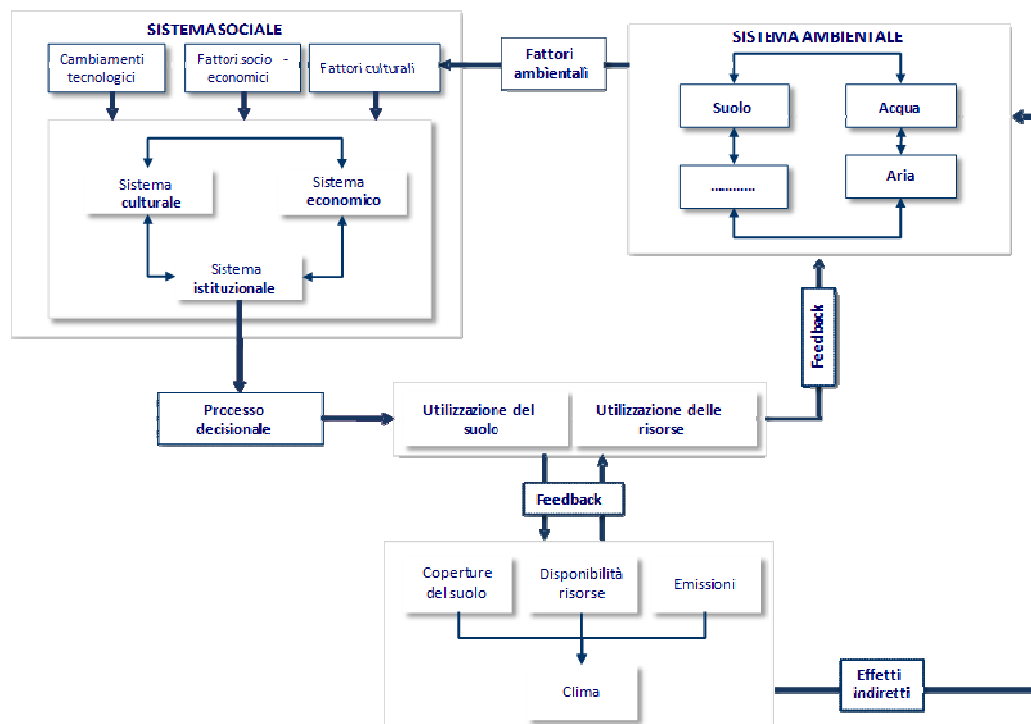 SISTEMA SOCIALE
Cambiamenti
tecnologici
Fattori socio -
economici
Fattori culturali
Fattori
ambientali
SISTEMA AMBIENTALE
Suolo
Acqua
............
Aria
Sistema
culturale
Sistema
economico
Sistema
istituzionale
Feedback
Processo
decisionale
Utilizzazione del
suolo
Utilizzazione delle
risorse
Feedback
Coperture
del suolo
Disponibilità
risorse
Emissioni
Clima
Effetti
indiretti